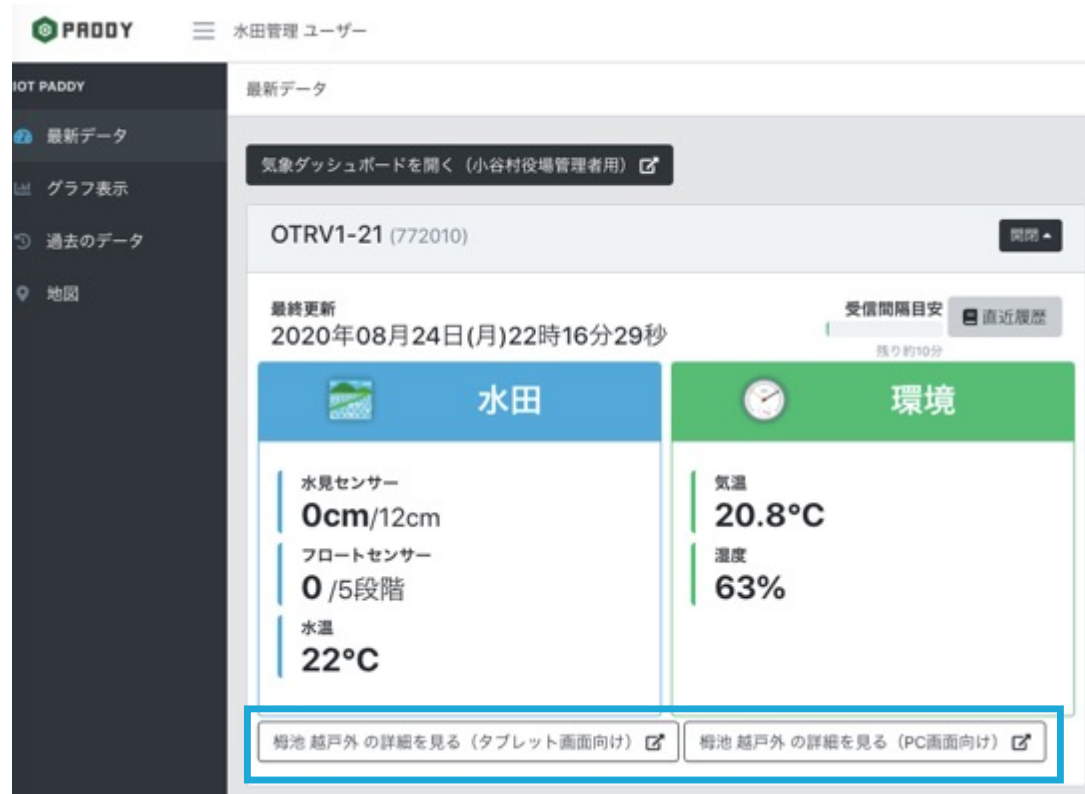 PADDY
水田管理 ユーザー
IOT PADDY
最新データ
グラフ表示
過去のデータ
地図
最新データ
気象ダッシュボードを開く（小谷村役場管理者用）
OTRV1-21 (772010)
開閉
最終更新
2020年08月24日(月)22時16分29秒
受信間隔目安
残り約10分
直近履歴
水田
水見センサー
0cm/12cm
フロートセンサー
0 /5段階
水温
22°C
環境
気温
20.8°C
湿度
63%
栂池 越戸外 の詳細を見る（タブレット画面向け）
栂池 越戸外 の詳細を見る（PC画面向け）